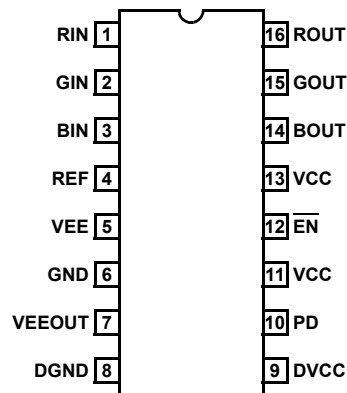 RIN 1 16 ROUT
GIN 2 15 GOUT
BIN 3 14 BOUT
REF 4 13 VCC
VEE 5 12 EN
GND 6 11 VCC
VEEOUT 7 10 PD
DGND 8 9 DVCC